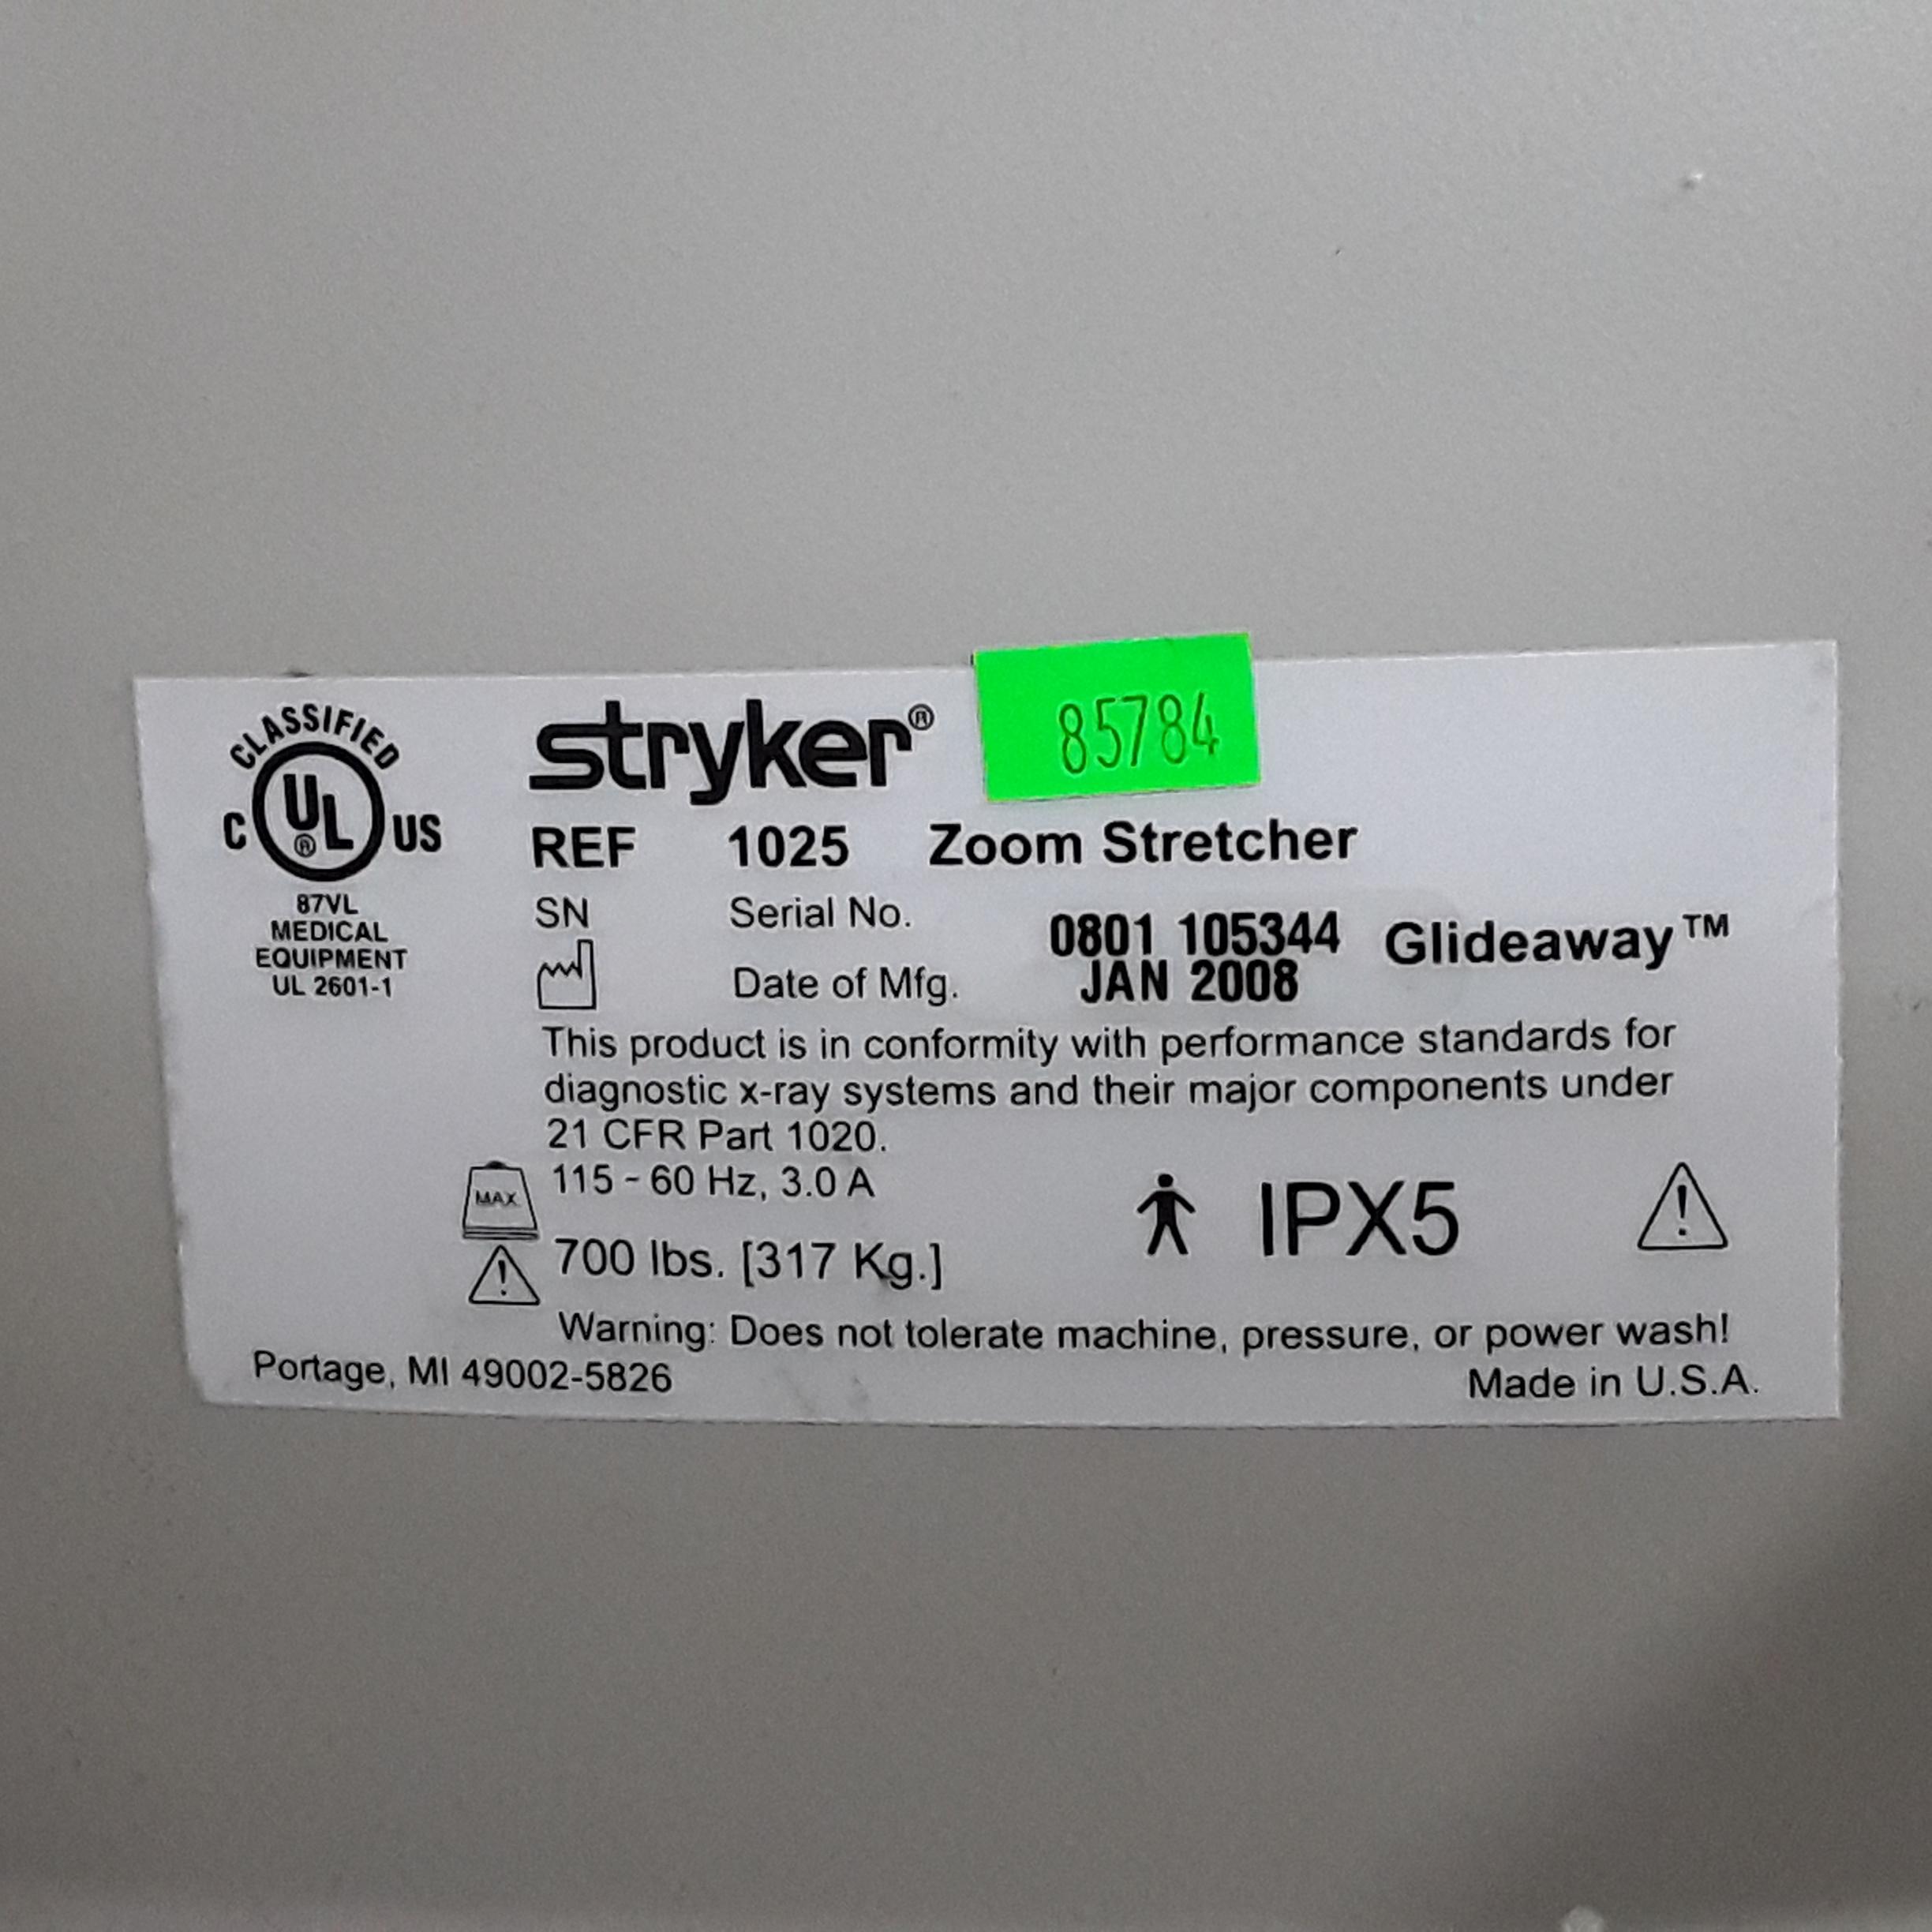 CLASSIFIED
C UL® US
87VL
MEDICAL
EQUIPMENT
UL 2601-1
stryker®
85784
REF 1025 Zoom Stretcher
SN Serial No. 0801 105344 Glideaway™
Date of Mfg. JAN 2008
This product is in conformity with performance standards for
diagnostic x-ray systems and their major components under
21 CFR Part 1020.
MAX 115 ~ 60 Hz, 3.0 A
700 lbs. [317 Kg.]
IPX5
Warning: Does not tolerate machine, pressure, or power wash!
Portage, MI 49002-5826
Made in U.S.A.